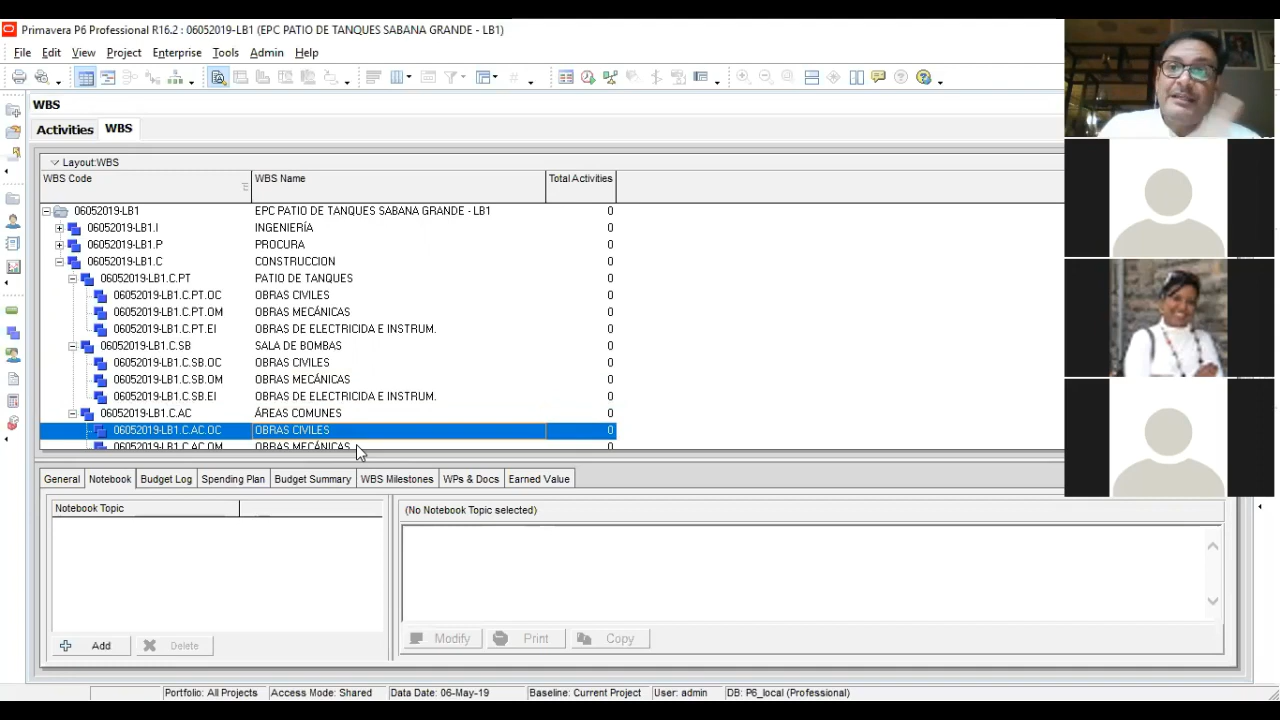 Primavera P6 Professional R16.2 : 06052019-LB1 (EPC PATIO DE TANQUES SABANA GRANDE - LB1)
File Edit View Project Enterprise Tools Admin Help
WBS
Activities WBS
Layout:WBS
WBS Code WBS Name Total Activities
06052019-LB1 EPC PATIO DE TANQUES SABANA GRANDE - LB1 0
06052019-LB1.I INGENIERÍA 0
06052019-LB1.P PROCURA 0
06052019-LB1.C CONSTRUCCION 0
06052019-LB1.C.PT PATIO DE TANQUES 0
06052019-LB1.C.PT.OC OBRAS CIVILES 0
06052019-LB1.C.PT.OM OBRAS MECÁNICAS 0
06052019-LB1.C.PT.EI OBRAS DE ELECTRICIDA E INSTRUM. 0
06052019-LB1.C.SB SALA DE BOMBAS 0
06052019-LB1.C.SB.OC OBRAS CIVILES 0
06052019-LB1.C.SB.OM OBRAS MECÁNICAS 0
06052019-LB1.C.SB.EI OBRAS DE ELECTRICIDA E INSTRUM. 0
06052019-LB1.C.AC ÁREAS COMUNES 0
06052019-LB1.C.AC.OC OBRAS CIVILES 0
06052019-LB1.C.AC.OM OBRAS MECÁNICAS 0
General Notebook Budget Log Spending Plan Budget Summary WBS Milestones WPs & Docs Earned Value
Notebook Topic
(No Notebook Topic selected)
Add Delete
Modify Print Copy
Portfolio: All Projects Access Mode: Shared Data Date: 06-May-19 Baseline: Current Project User: admin DB: P6_local (Professional)